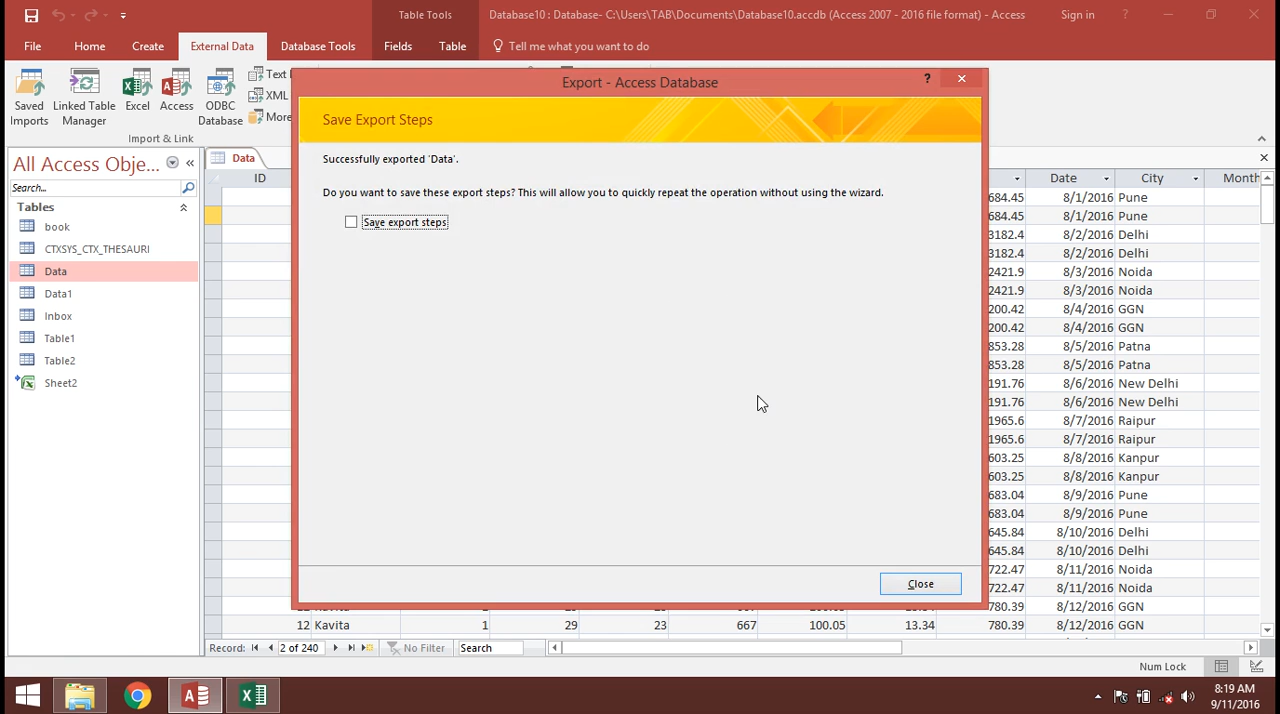 Table Tools
Database10 : Database- C:\Users\TAB\Documents\Database10.accdb (Access 2007 - 2016 file format) - Access
Sign in
?
File Home Create External Data Database Tools Fields Table Tell me what you want to do
Saved Imports
Linked Table Manager
Excel
Access
ODBC Database
Text
XML
More
Import & Link
Export - Access Database
?
Save Export Steps
Successfully exported 'Data'.
Do you want to save these export steps? This will allow you to quickly repeat the operation without using the wizard.
Save export steps
Close
All Access Obje...
Search...
Tables
book
CTXSYS_CTX_THESAURI
Data
Data1
Inbox
Table1
Table2
Sheet2
Data
ID Date City Month
684.45 8/1/2016 Pune
684.45 8/1/2016 Pune
3182.4 8/2/2016 Delhi
3182.4 8/2/2016 Delhi
2421.9 8/3/2016 Noida
2421.9 8/3/2016 Noida
200.42 8/4/2016 GGN
200.42 8/4/2016 GGN
853.28 8/5/2016 Patna
853.28 8/5/2016 Patna
191.76 8/6/2016 New Delhi
191.76 8/6/2016 New Delhi
1965.6 8/7/2016 Raipur
1965.6 8/7/2016 Raipur
603.25 8/8/2016 Kanpur
603.25 8/8/2016 Kanpur
683.04 8/9/2016 Pune
683.04 8/9/2016 Pune
645.84 8/10/2016 Delhi
645.84 8/10/2016 Delhi
722.47 8/11/2016 Noida
722.47 8/11/2016 Noida
780.39 8/12/2016 GGN
12 Kavita 1 29 23 667 100.05 13.34 780.39 8/12/2016 GGN
Record: 2 of 240 No Filter Search
Num Lock
8:19 AM
9/11/2016